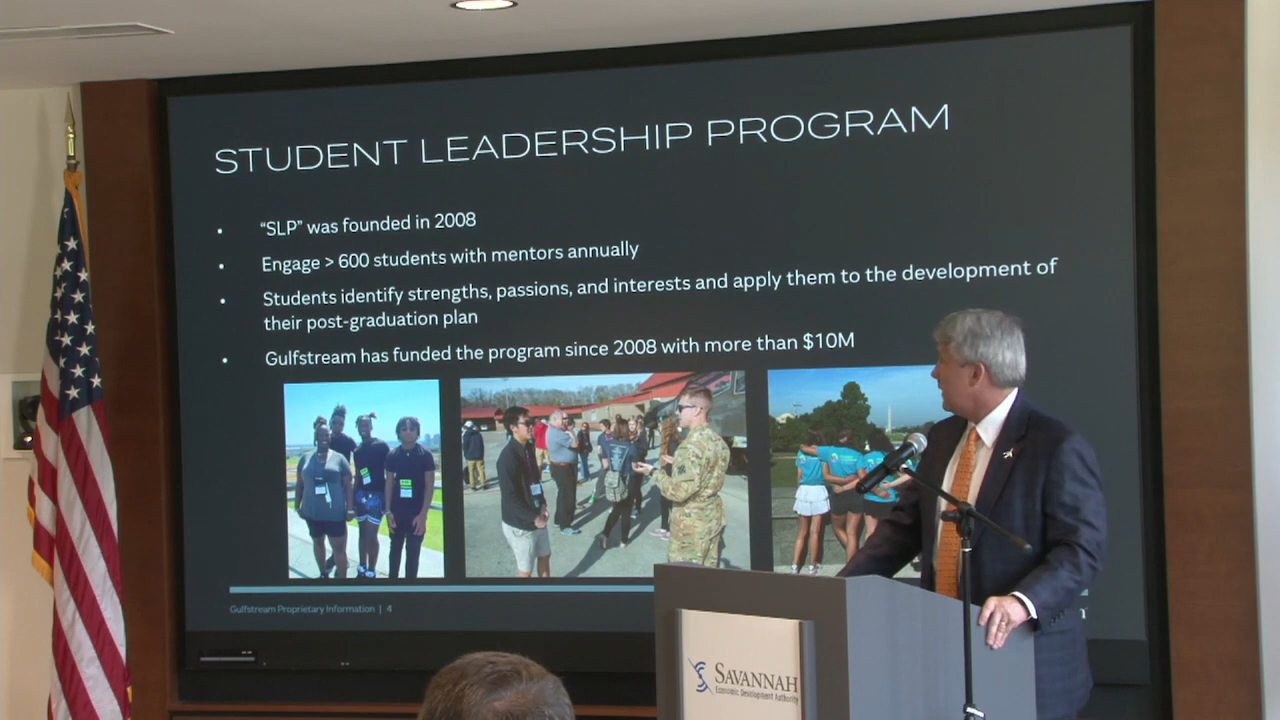 STUDENT LEADERSHIP PROGRAM
• "SLP" was founded in 2008
• Engage > 600 students with mentors annually
• Students identify strengths, passions, and interests and apply them to the development of
their post-graduation plan
• Gulfstream has funded the program since 2008 with more than $10M
Gulfstream Proprietary Information | 4
SAVANNAH
Economic Development Authority